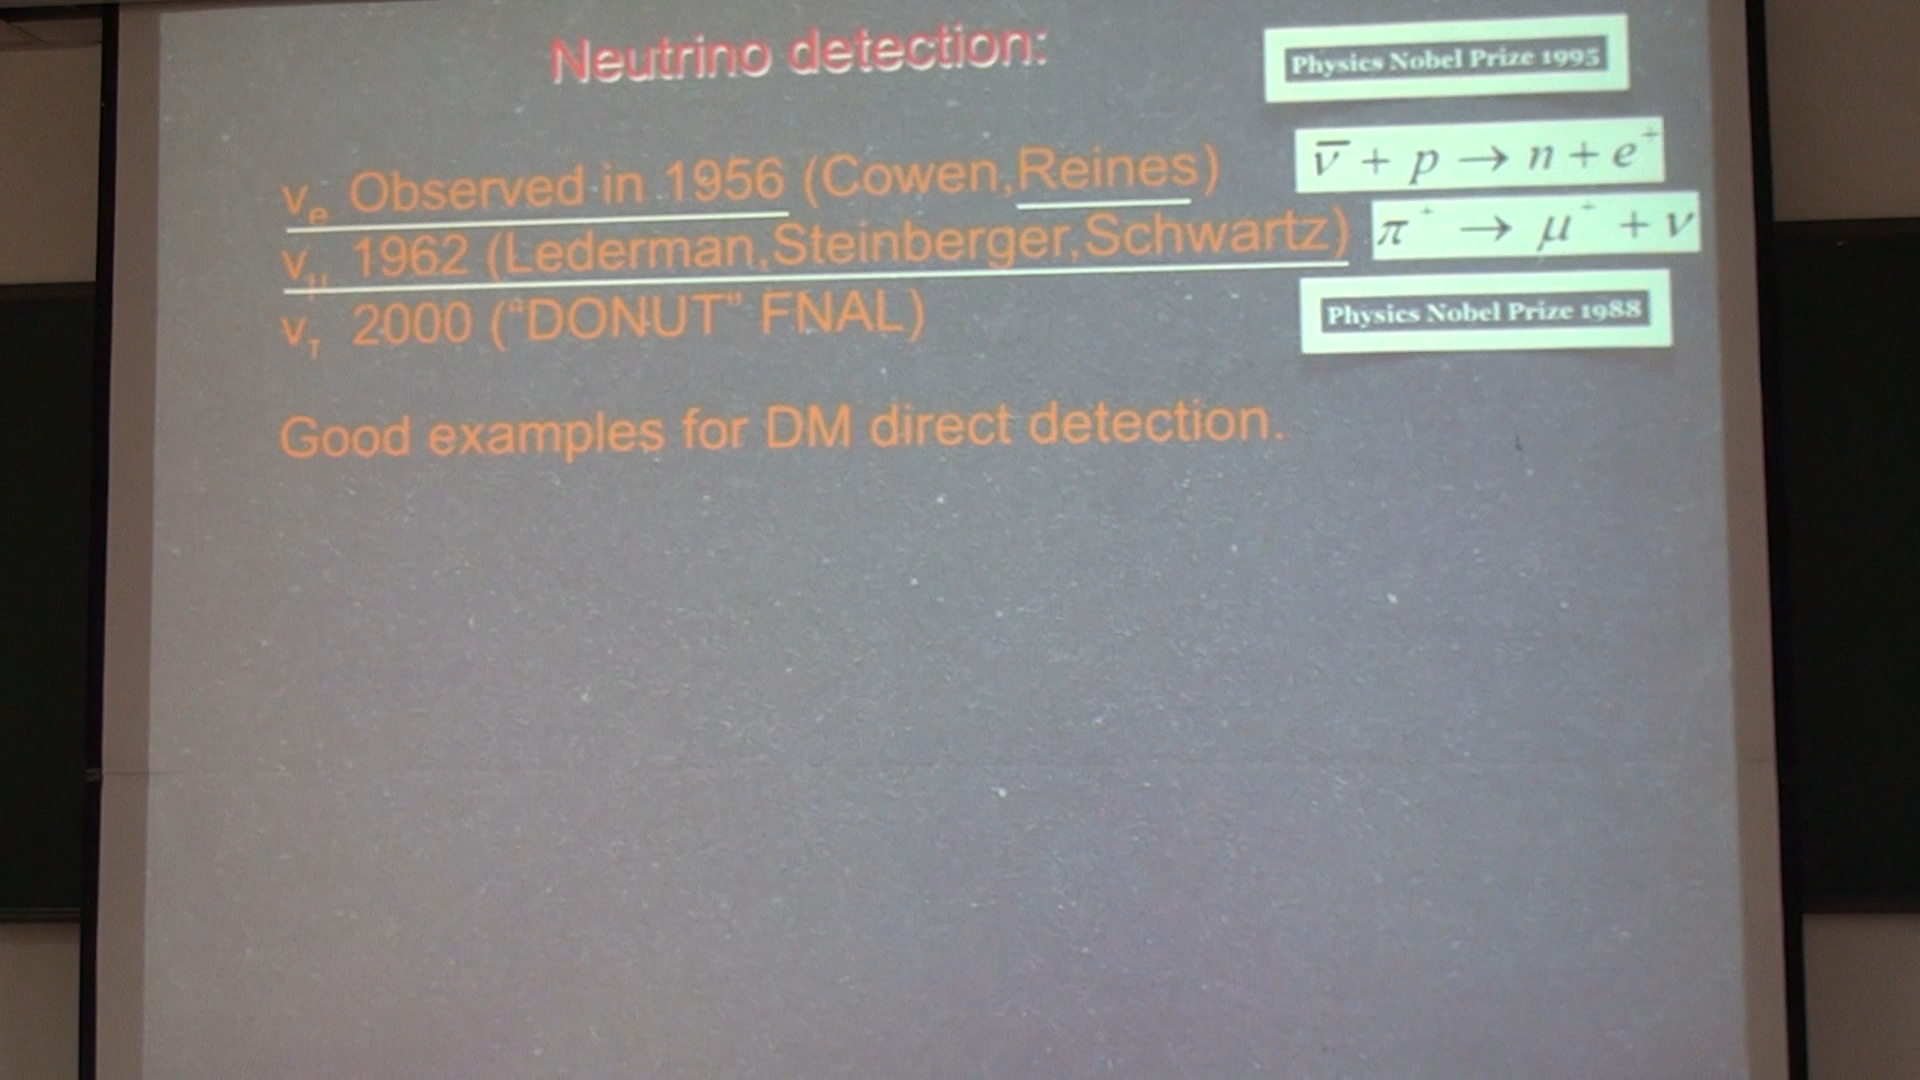 Neutrino detection:
Physics Nobel Prize 1995
νe Observed in 1956 (Cowen,Reines)
ν̅ + p → n + e⁺
νμ 1962 (Lederman,Steinberger,Schwartz)
π⁺ → μ⁺ + ν
ντ 2000 (“DONUT” FNAL)
Physics Nobel Prize 1988
Good examples for DM direct detection.